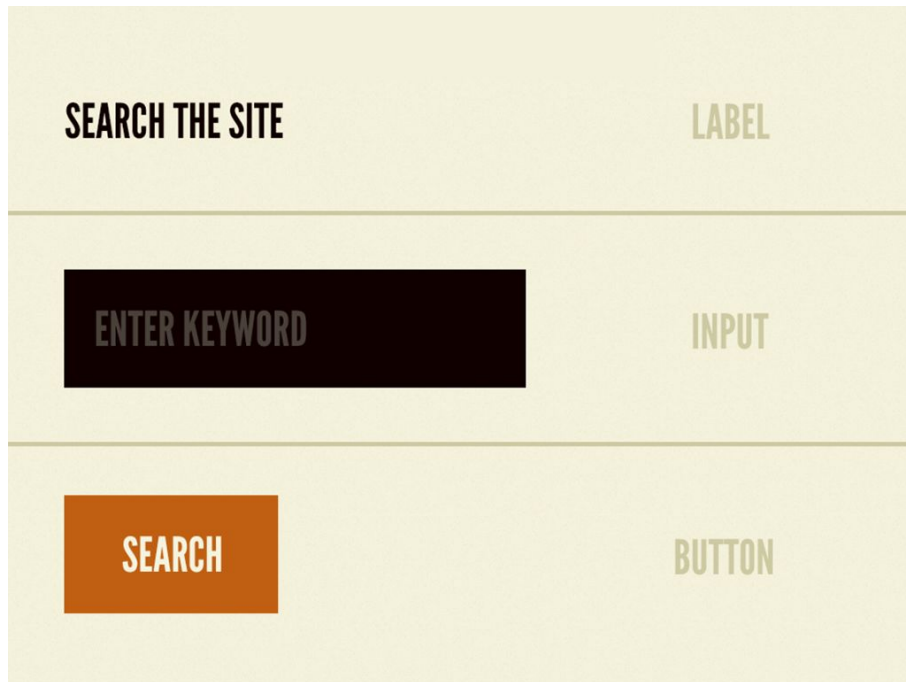 SEARCH THE SITE LABEL
ENTER KEYWORD INPUT
SEARCH BUTTON